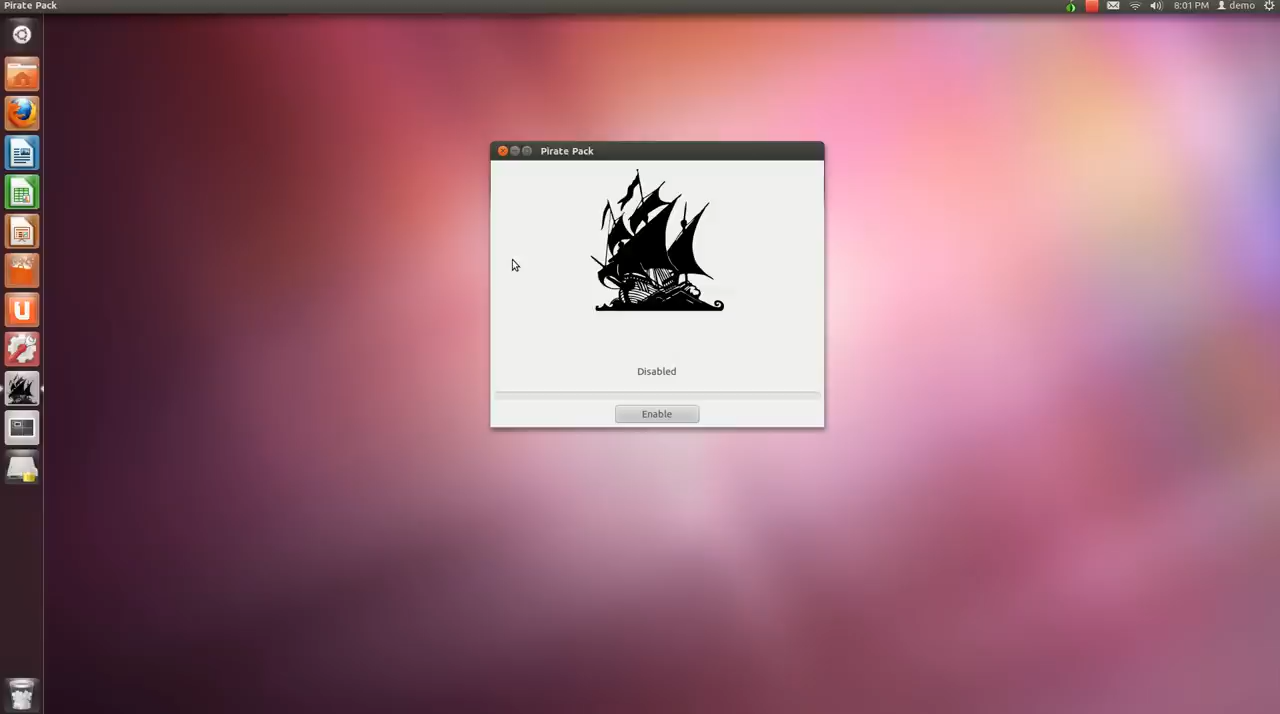 Pirate Pack
8:01 PM
demo
Pirate Pack
Disabled
Enable